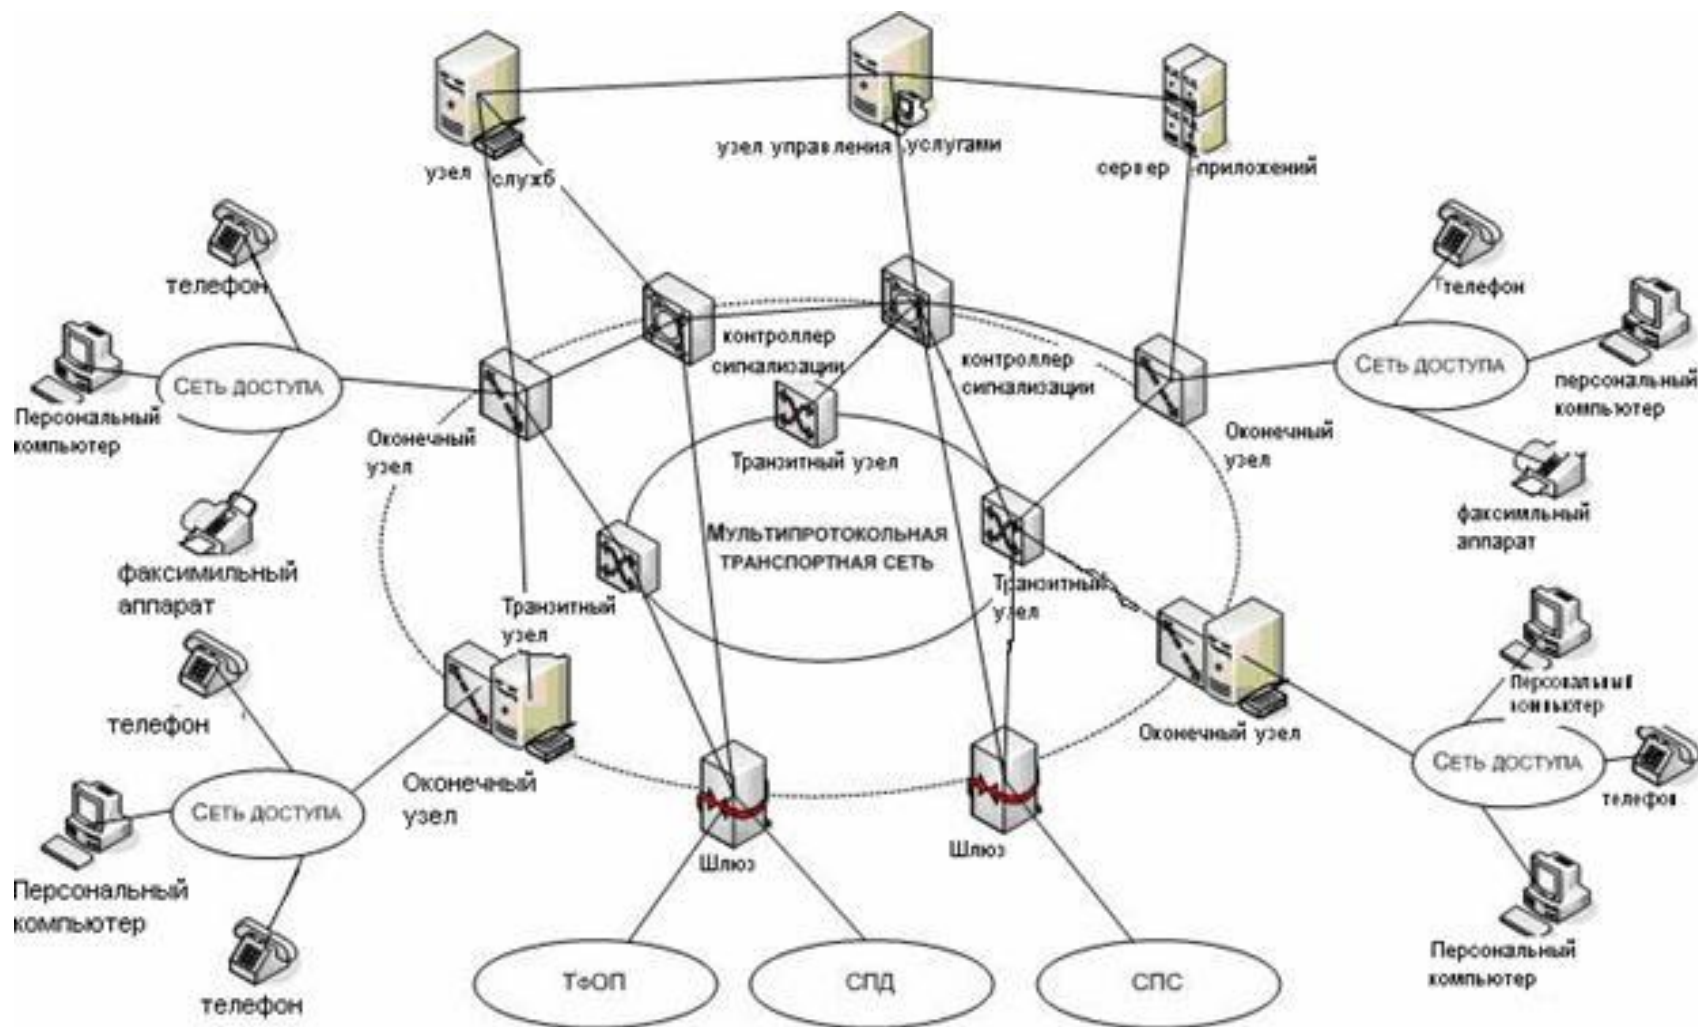 узел служб
узел управления услугами
сервер приложений
телефон
Персональный
компьютер
СЕТЬ ДОСТУПА
факсимильный
аппарат
Оконечный
узел
контроллер
сигнализации
контроллер
сигнализации
Транзитный узел
МУЛЬТИПРОТОКОЛЬНАЯ
ТРАНСПОРТНАЯ СЕТЬ
Транзитный
узел
Транзитный
узел
Оконечный
узел
телефон
СЕТЬ ДОСТУПА
персональный
компьютер
факсимльный
аппарат
телефон
СЕТЬ ДОСТУПА
Персональный
компьютер
телефон
Оконечный
узел
Шлюз
Шлюз
Оконечный узел
Персональный
компьютер
СЕТЬ ДОСТУПА
телефон
Персональный
компьютер
ТФОП
СПД
СПС